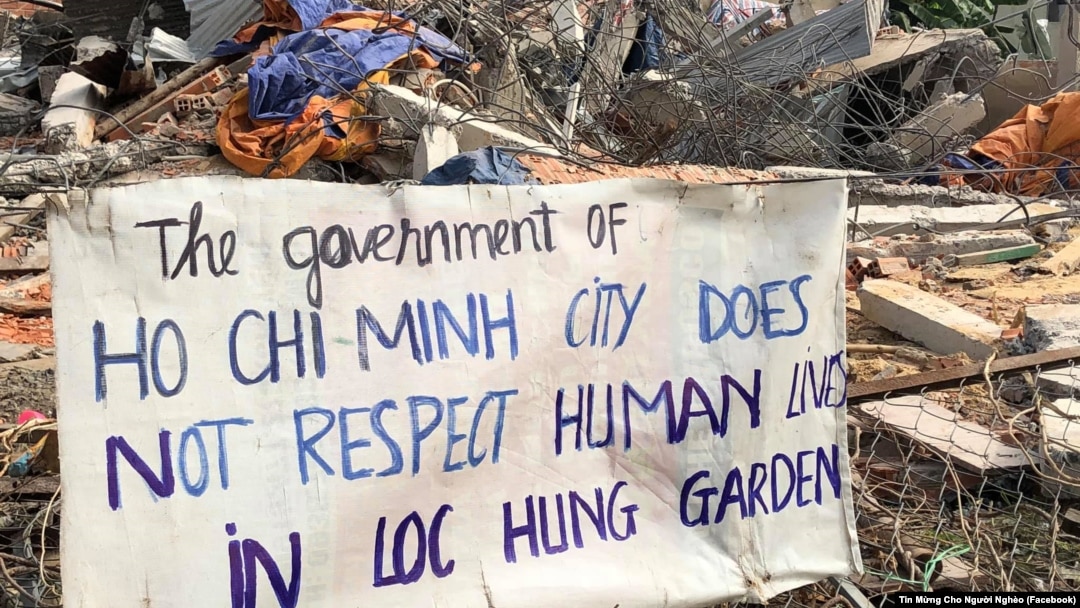 The government OF
HO CHI MINH CITY DOES
NOT RESPECT HUMAN LIVES
iN LOC HUNG GARDEN
Tin Mừng Cho Người Nghèo (Facebook)